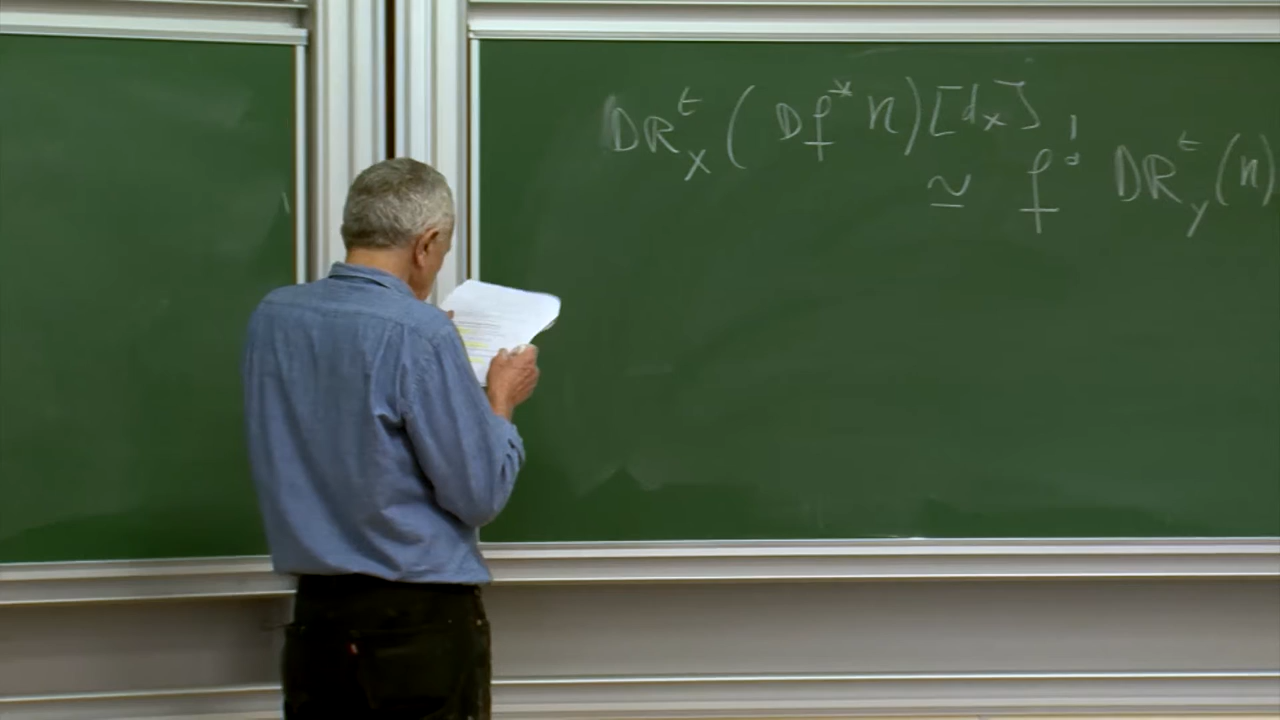 DR^t_X ( Df^* n ) [d_X]
≃ f^! DR^t_Y (n)